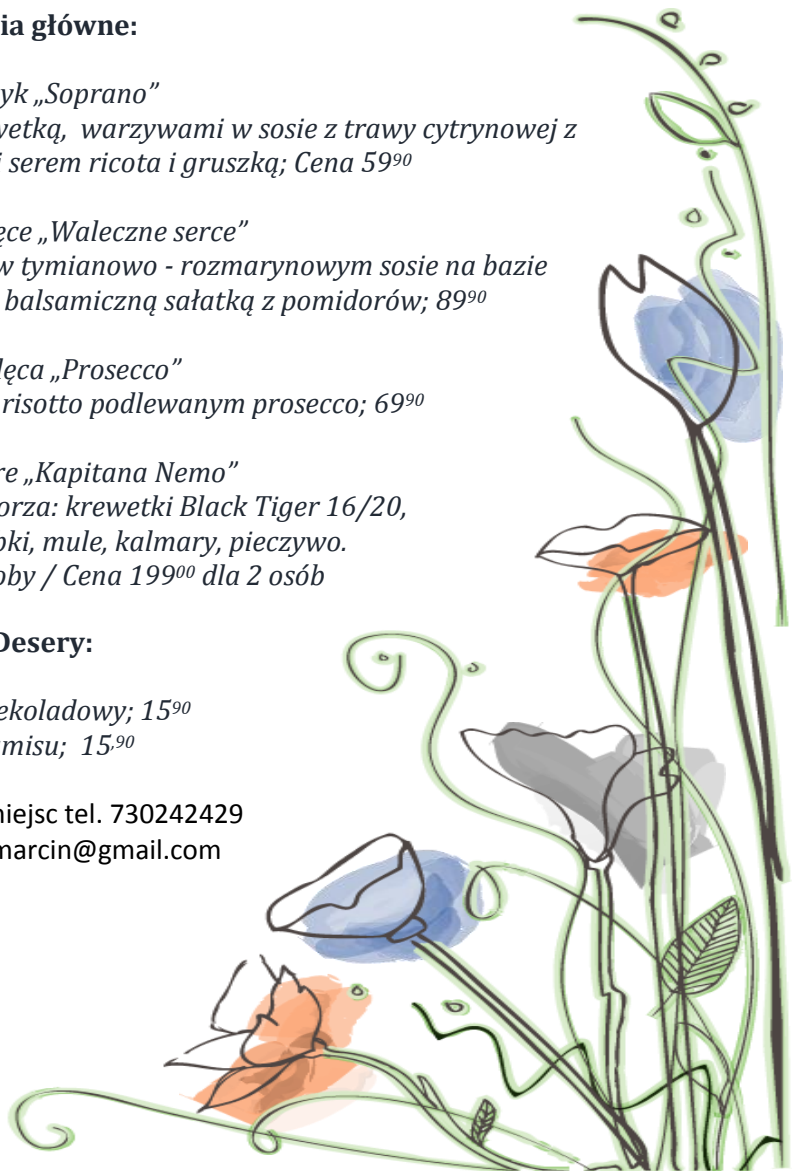 ia główne:
yk „Soprano”
wetką, warzywami w sosie z trawy cytrynowej z
i serem ricota i gruszką; Cena 59⁹⁰
ęce „Waleczne serce”
w tymianowo - rozmarynowym sosie na bazie
balsamiczną sałatką z pomidorów; 89⁹⁰
lęca „Prosecco”
risotto podlewanym prosecco; 69⁹⁰
re „Kapitana Nemo”
orza: krewetki Black Tiger 16/20,
pki, mule, kalmary, pieczywo.
oby / Cena 199⁰⁰ dla 2 osób
Desery:
ekoladowy; 15⁹⁰
misu; 15,⁹⁰
niejsc tel. 730242429
marcin@gmail.com